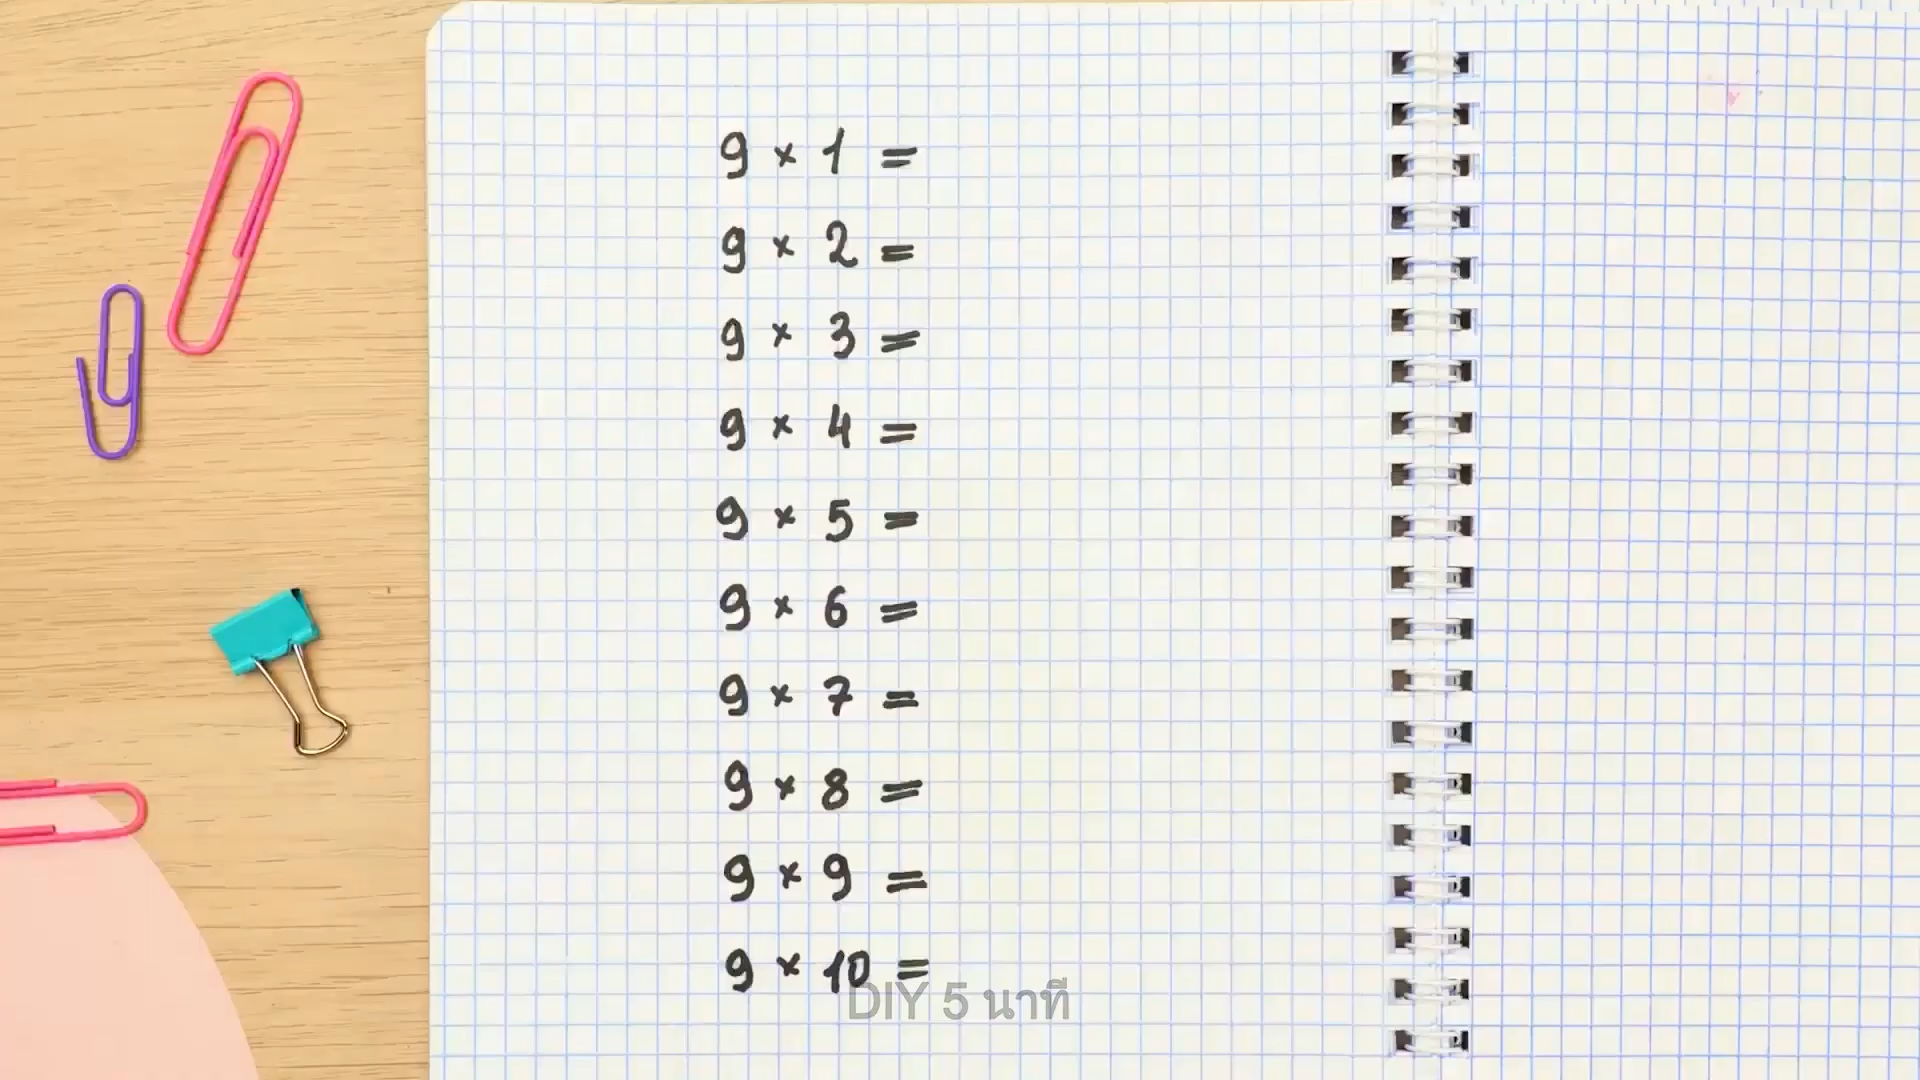 9 × 1 =
9 × 2 =
9 × 3 =
9 × 4 =
9 × 5 =
9 × 6 =
9 × 7 =
9 × 8 =
9 × 9 =
9 × 10 =
DIY 5 นาที